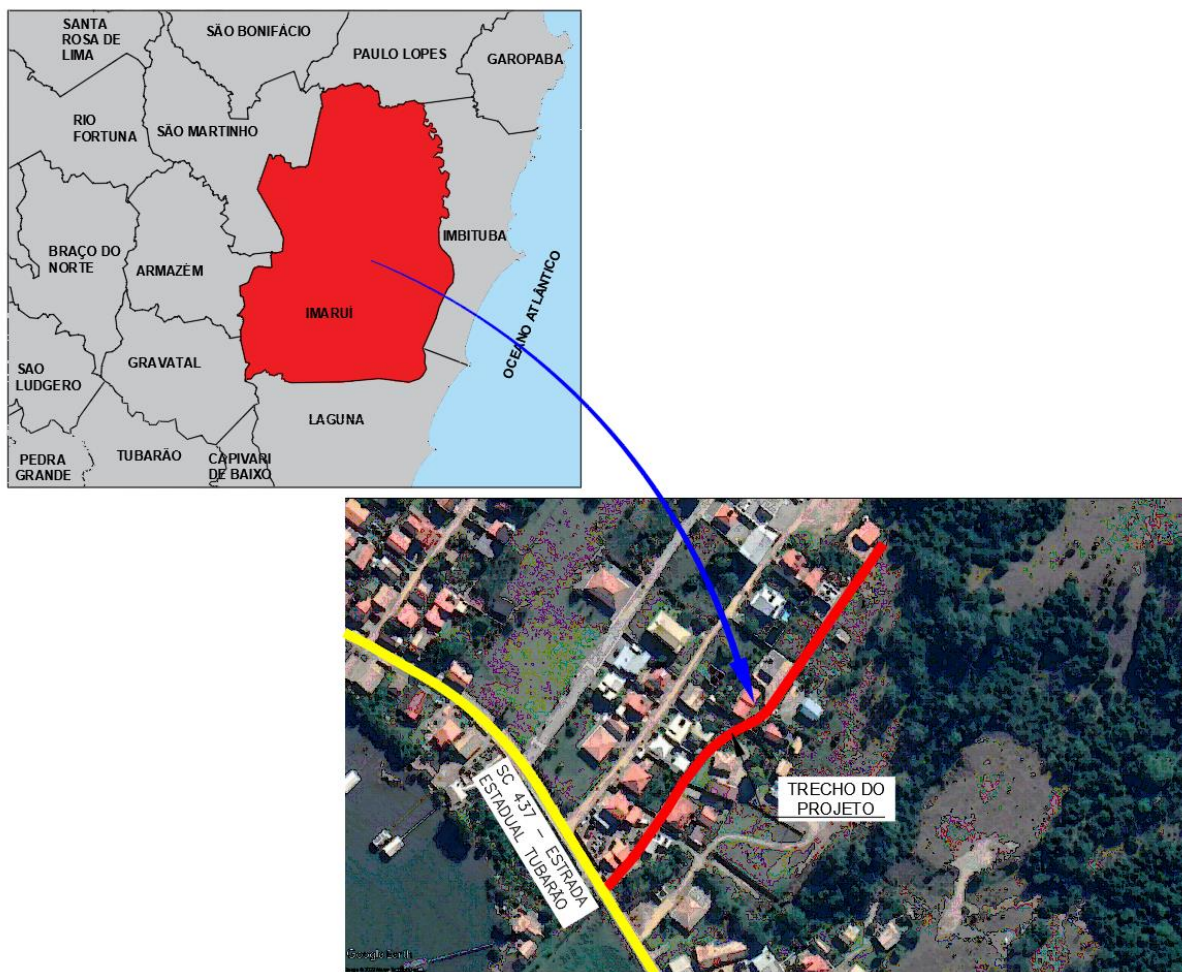 SANTA
ROSA DE
LIMA
SÃO BONIFÁCIO
PAULO LOPES
GAROPABA
RIO
FORTUNA
SÃO MARTINHO
BRAÇO DO
NORTE
ARMAZÉM
IMBITUBA
IMARUÍ
OCEANO ATLÂNTICO
SAO
LUDGERO
GRAVATAL
LAGUNA
PEDRA
GRANDE
TUBARÃO
CAPIVARI
DE BAIXO
SC 437 - ESTRADA
ESTADUAL TUBARÃO
TRECHO DO
PROJETO
Google Earth